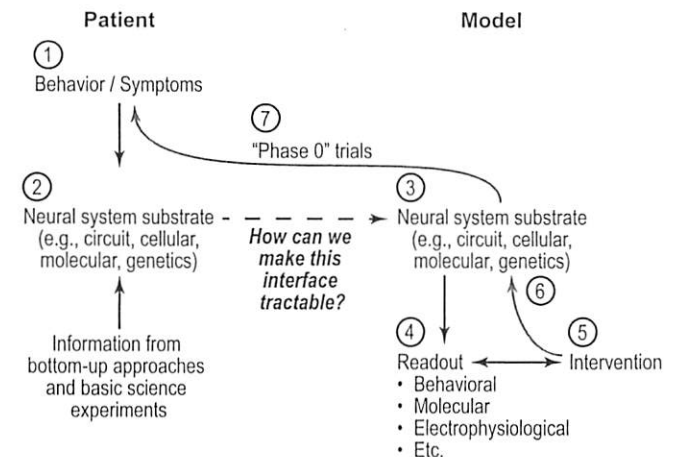 Patient
Model
1
Behavior / Symptoms
7
"Phase 0" trials
2
3
Neural system substrate
(e.g., circuit, cellular,
molecular, genetics)
How can we
make this
interface
tractable?
Neural system substrate
(e.g., circuit, cellular,
molecular, genetics)
6
Information from
bottom-up approaches
and basic science
experiments
4
5
Readout
Intervention
• Behavioral
• Molecular
• Electrophysiological
• Etc.